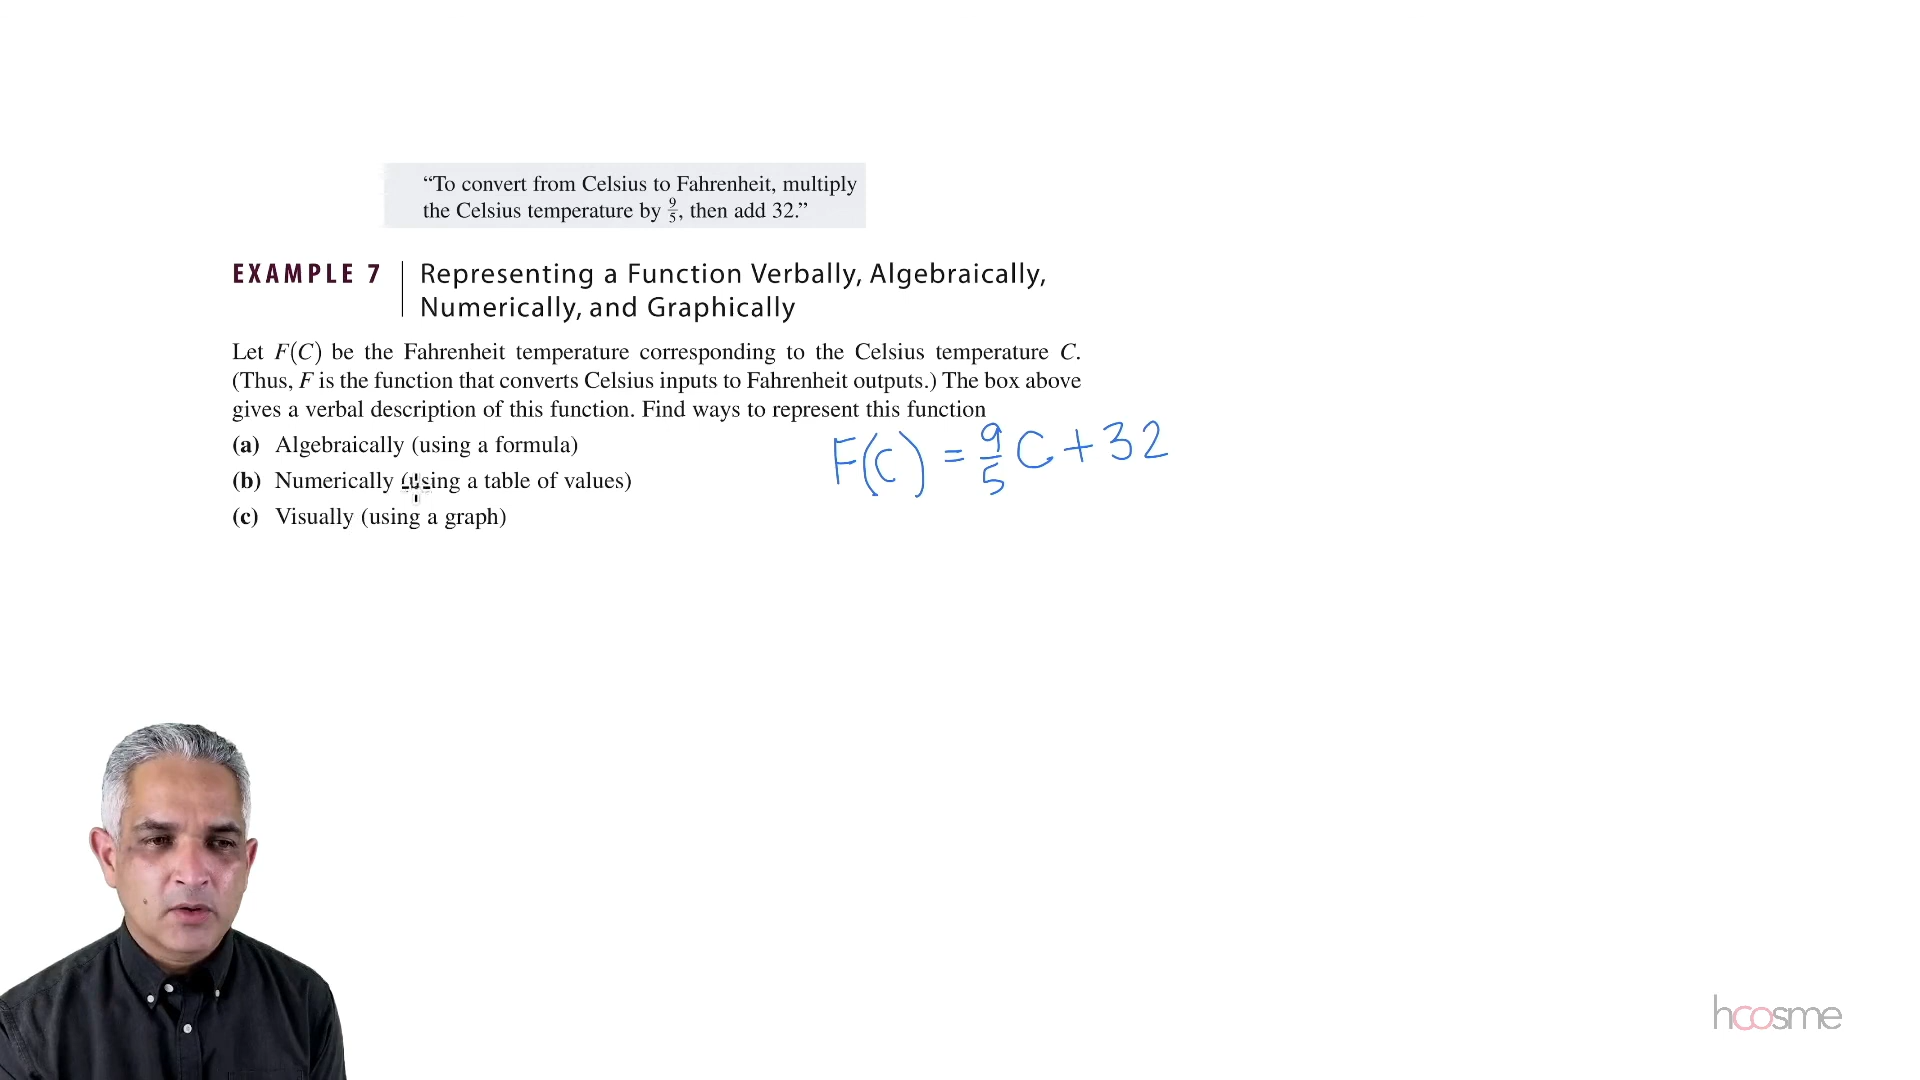 “To convert from Celsius to Fahrenheit, multiply
the Celsius temperature by 9/5, then add 32.”
EXAMPLE 7 | Representing a Function Verbally, Algebraically,
Numerically, and Graphically
Let F(C) be the Fahrenheit temperature corresponding to the Celsius temperature C.
(Thus, F is the function that converts Celsius inputs to Fahrenheit outputs.) The box above
gives a verbal description of this function. Find ways to represent this function
(a) Algebraically (using a formula)
F(C) = 9/5 C + 32
(b) Numerically (using a table of values)
(c) Visually (using a graph)
hcosme